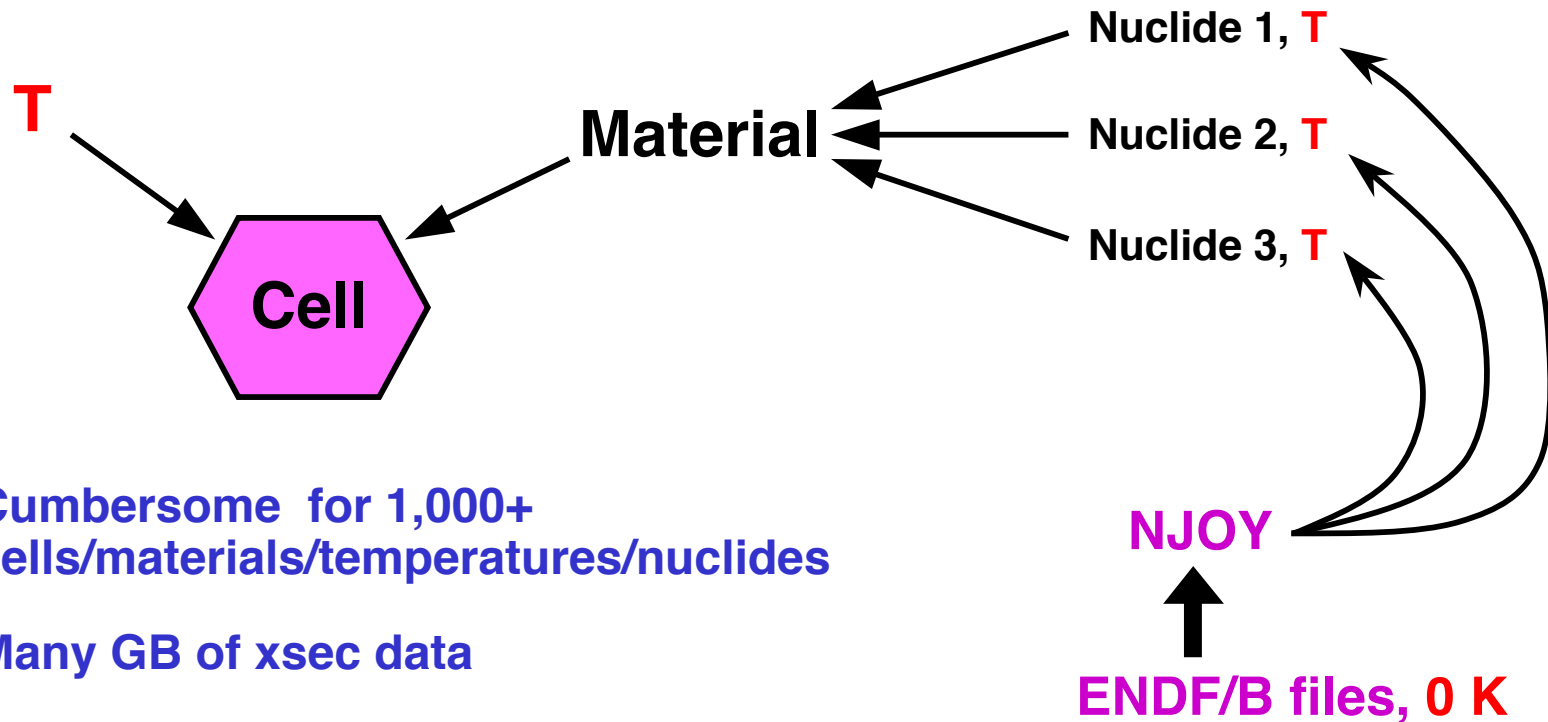 Nuclide 1, T
T
Material
Nuclide 2, T
Nuclide 3, T
Cell
Cumbersome for 1,000+
ells/materials/temperatures/nuclides
Many GB of xsec data
NJOY
ENDF/B files, 0 K